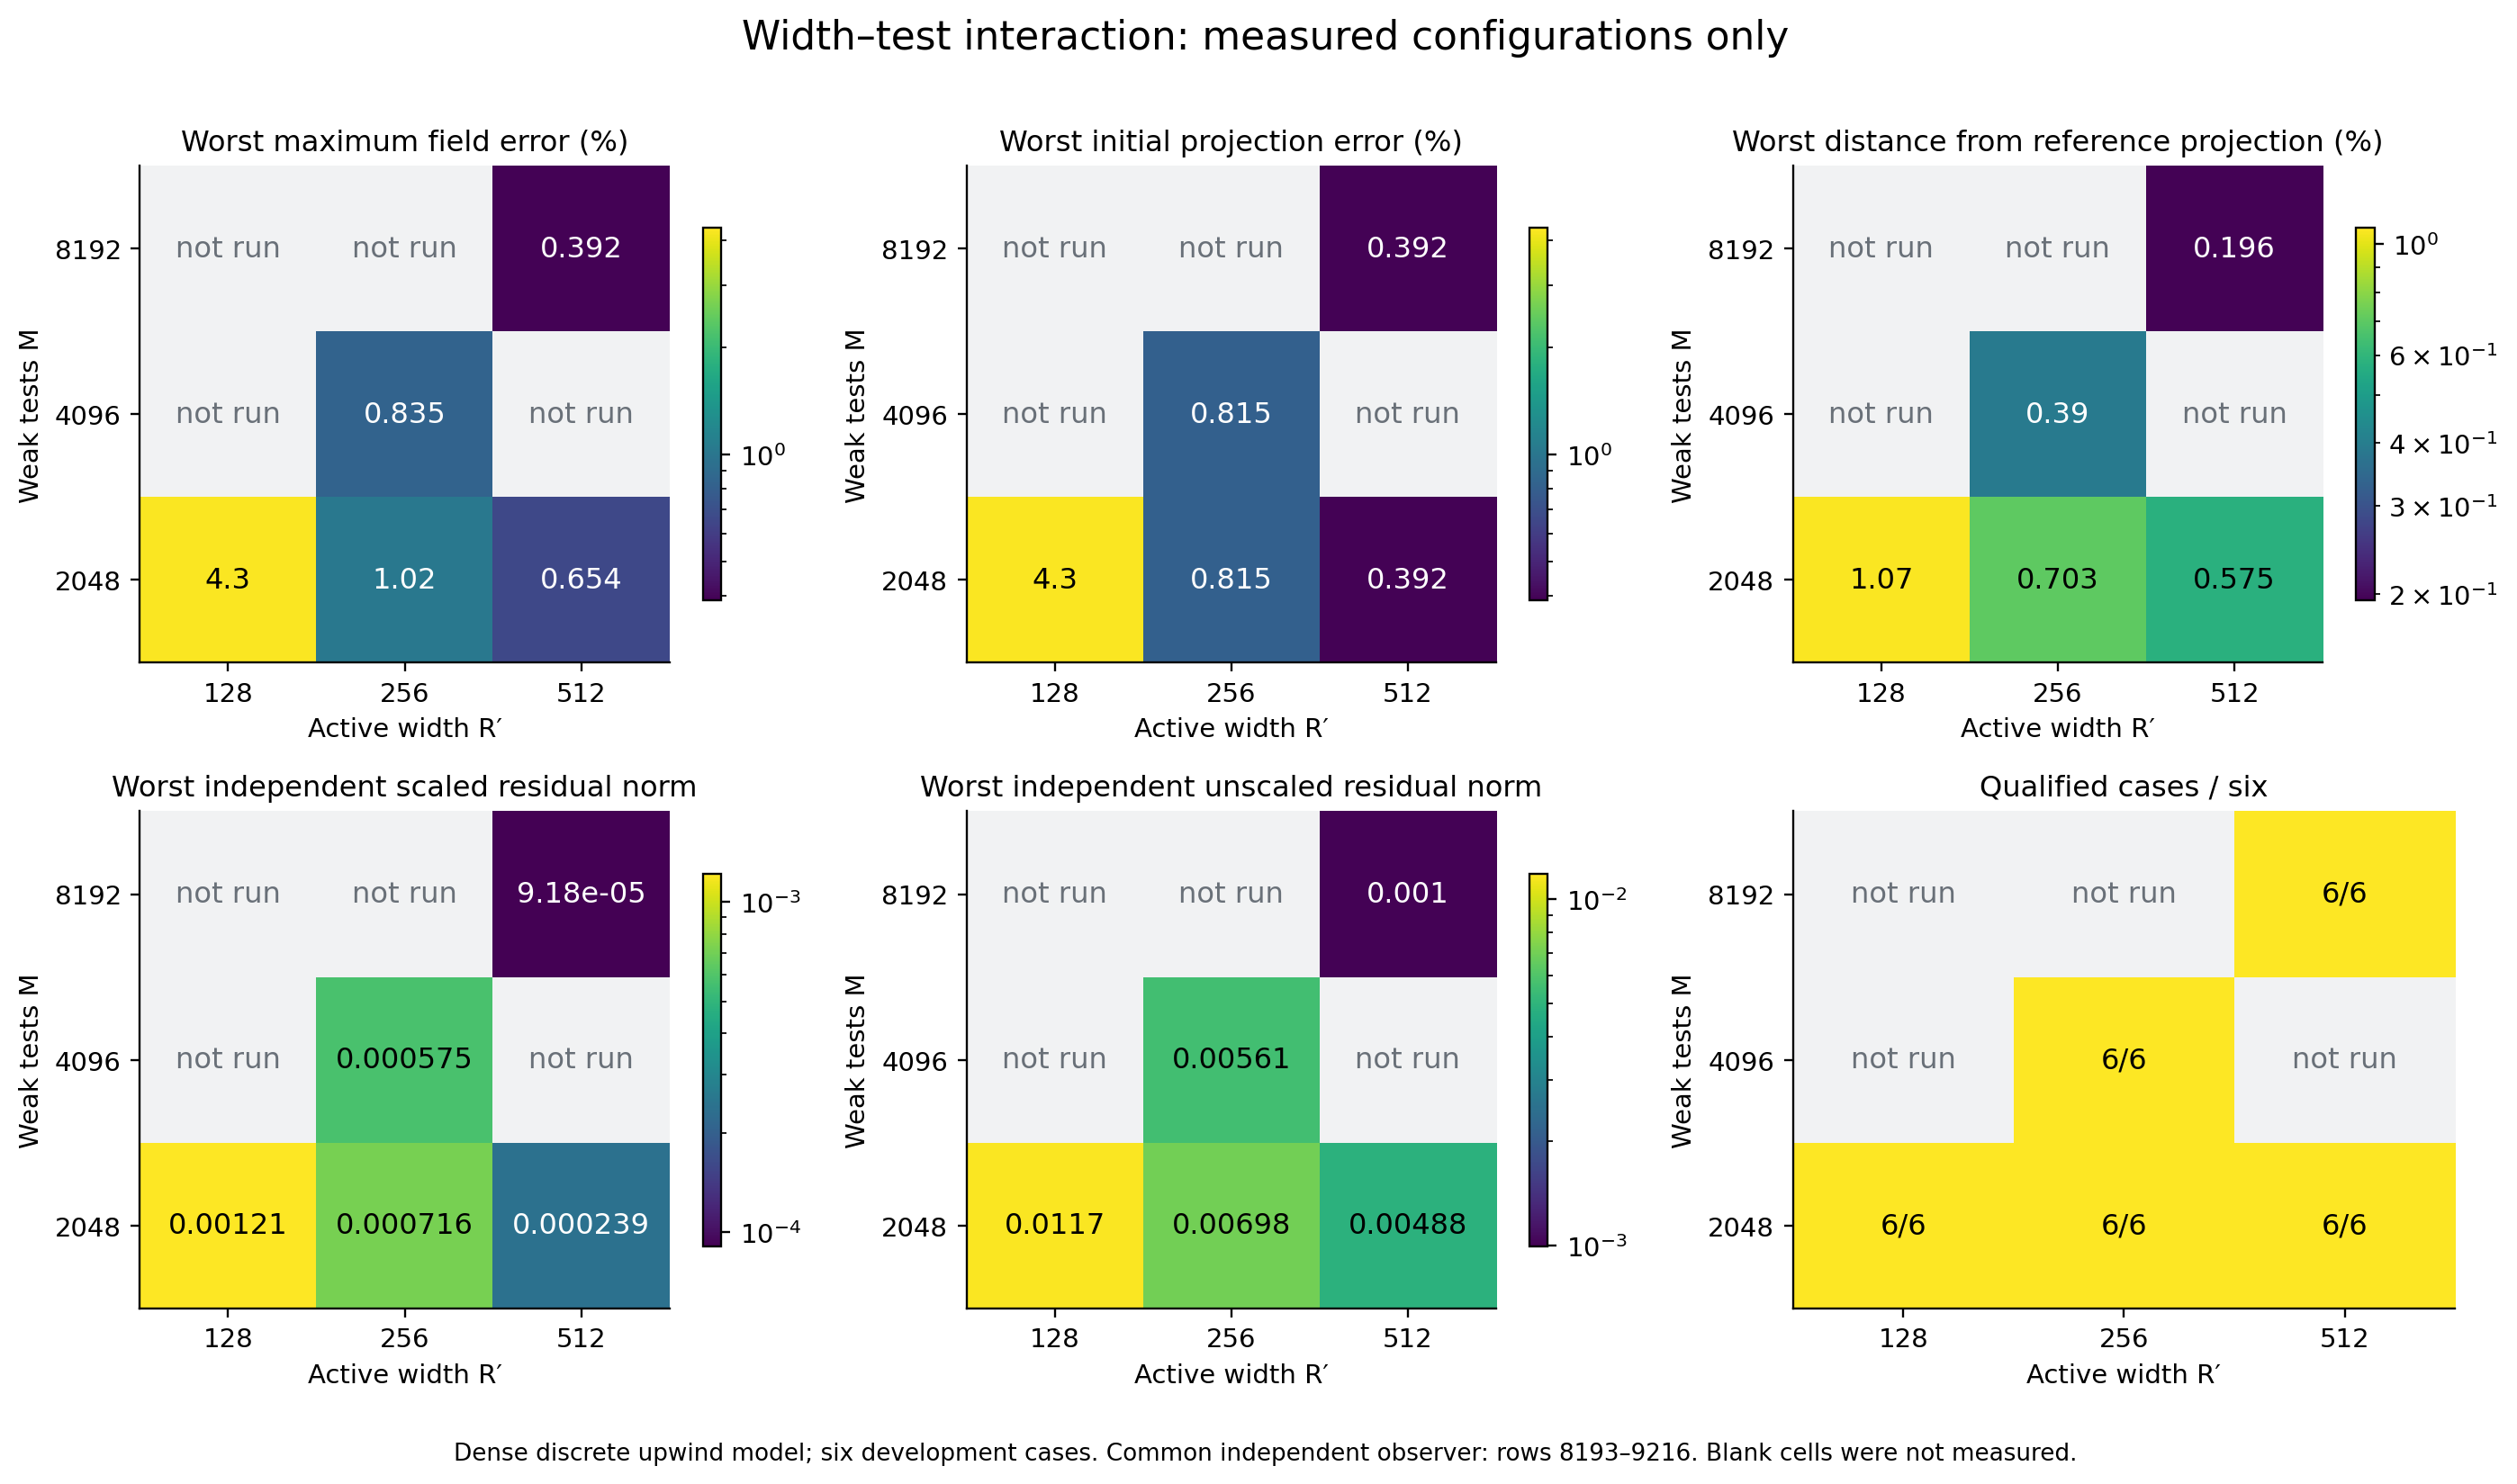 Width–test interaction: measured configurations only
Worst maximum field error (%)
8192
4096
2048
Weak tests M
not run
not run
0.392
not run
0.835
not run
4.3
1.02
0.654
128
256
512
Active width R′
10⁰
Worst initial projection error (%)
8192
4096
2048
Weak tests M
not run
not run
0.392
not run
0.815
not run
4.3
0.815
0.392
128
256
512
Active width R′
10⁰
Worst distance from reference projection (%)
8192
4096
2048
Weak tests M
not run
not run
0.196
not run
0.39
not run
1.07
0.703
0.575
128
256
512
Active width R′
10⁰
6 × 10⁻¹
4 × 10⁻¹
3 × 10⁻¹
2 × 10⁻¹
Worst independent scaled residual norm
8192
4096
2048
Weak tests M
not run
not run
9.18e-05
not run
0.000575
not run
0.00121
0.000716
0.000239
128
256
512
Active width R′
10⁻³
10⁻⁴
Worst independent unscaled residual norm
8192
4096
2048
Weak tests M
not run
not run
0.001
not run
0.00561
not run
0.0117
0.00698
0.00488
128
256
512
Active width R′
10⁻²
10⁻³
Qualified cases / six
8192
4096
2048
Weak tests M
not run
not run
6/6
not run
6/6
not run
6/6
6/6
6/6
128
256
512
Active width R′
Dense discrete upwind model; six development cases. Common independent observer: rows 8193–9216. Blank cells were not measured.